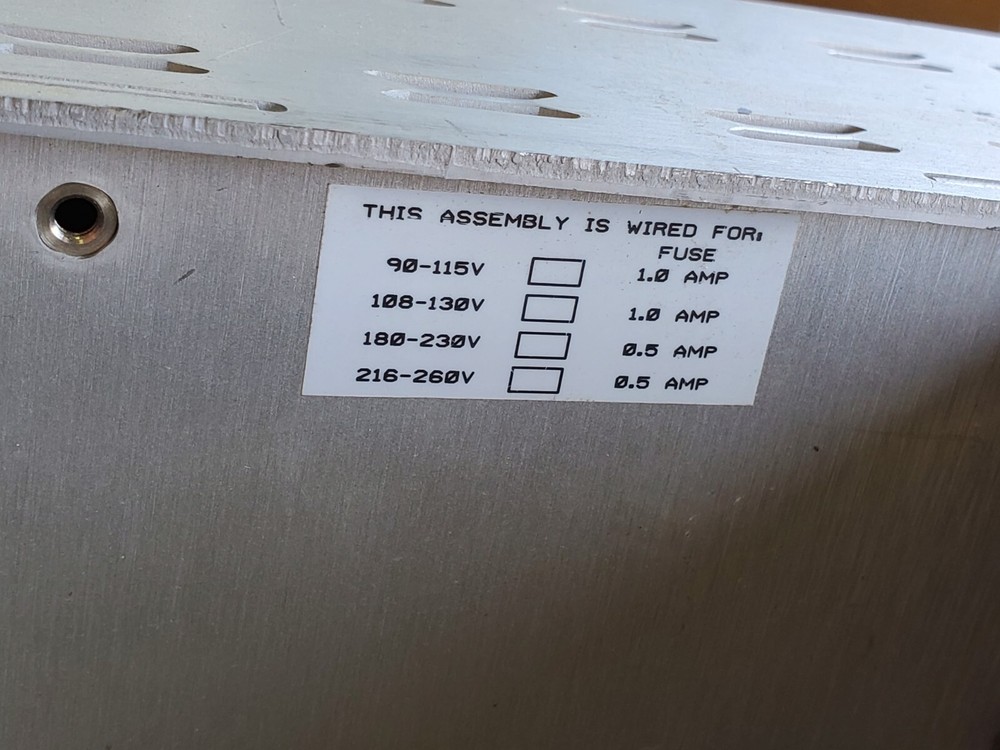 THIS ASSEMBLY IS WIRED FOR:
FUSE
90-115V 1.0 AMP
108-130V 1.0 AMP
180-230V 0.5 AMP
216-260V 0.5 AMP